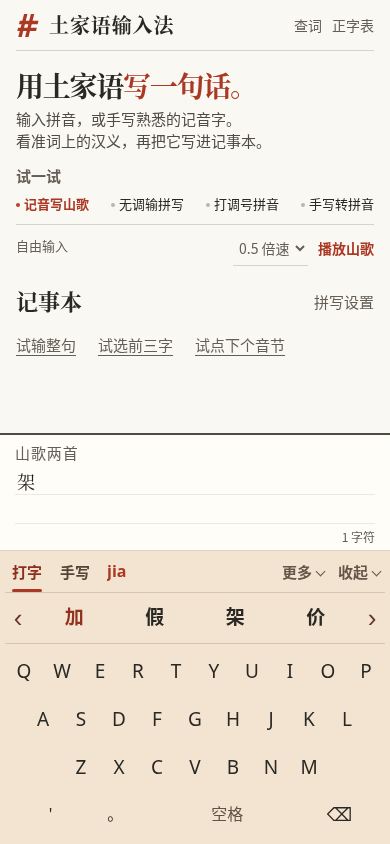 # 土家语输入法 查词 正字表
用土家语写一句话。
输入拼音，或手写熟悉的记音字。
看准词上的汉义，再把它写进记事本。
试一试
记音写山歌 无调输拼写 打调号拼音 手写转拼音
自由输入 0.5 倍速 播放山歌
记事本 拼写设置
试输整句 试选前三字 试点下个音节
山歌两首
架
1 字符
打字 手写 jia 更多 收起
‹ 加 假 架 价 ›
Q W E R T Y U I O P
A S D F G H J K L
Z X C V B N M
' 。 空格 ⌫